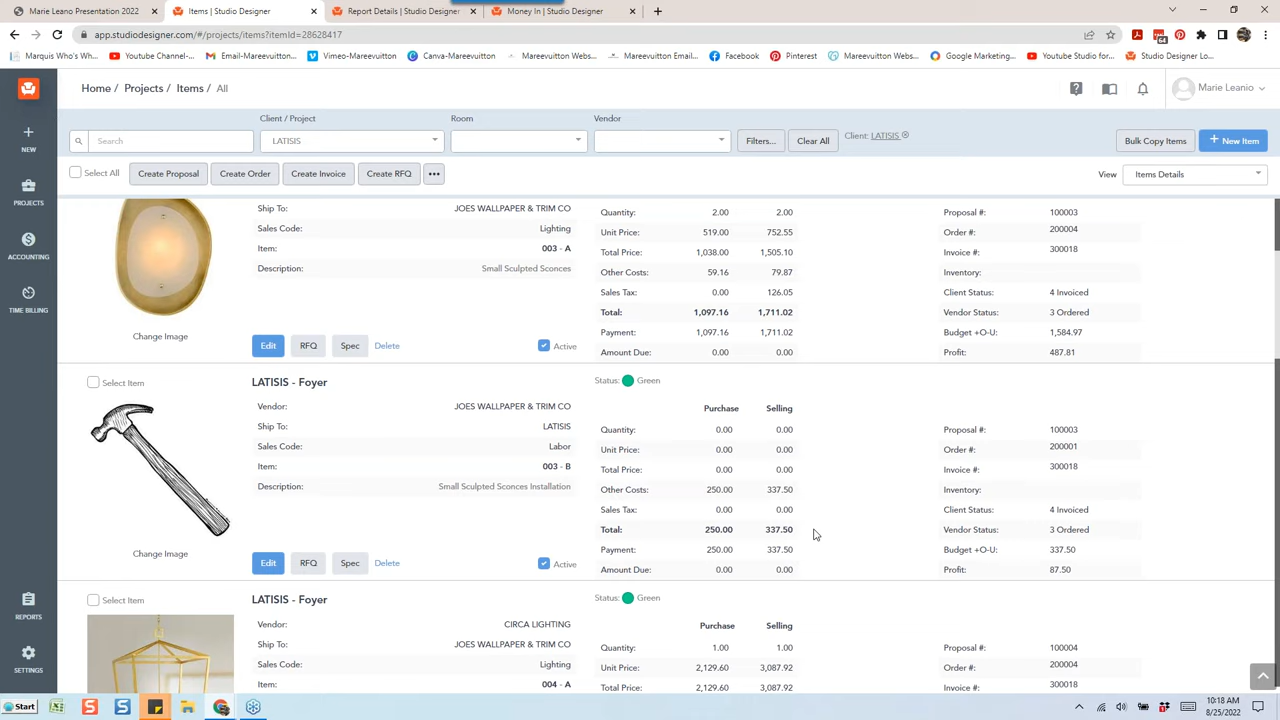 Marie Leanio Presentation 2022
Items :: Studio Designer
Report Details :: Studio Designer
Money In :: Studio Designer
app.studiodesigner.com/#/projects/items?itemId=28628417
Marquis Who's Who...
Youtube Channel-...
Email-Mareevuitton...
Vimeo-Mareevuitton
Canva-Mareevuitton
Mareevuitton Webs...
Mareevuitton Webs...
Facebook
Pinterest
Mareevuitton Web...
Google Marketing...
Youtube Studio for...
Studio Designer Lo...
Home / Projects / Items / All
Marie Leanio
Client / Project
Room
Vendor
Search
LATISIS
Filters...
Clear All
Client: LATISIS
Bulk Copy Items
New Item
Select All
Create Proposal
Create Order
Create Invoice
Create RFQ
View
Items Details
NEW
PROJECTS
ACCOUNTING
TIME BILLING
REPORTS
SETTINGS
Ship To: JOES WALLPAPER & TRIM CO
Sales Code: Lighting
Item: 003 - A
Description: Small Sculpted Sconces
Change Image
Edit RFQ Spec Delete Active
Quantity: 2.00 2.00
Unit Price: 519.00 752.55
Total Price: 1,038.00 1,505.10
Other Costs: 59.16 79.87
Sales Tax: 0.00 126.05
Total: 1,097.16 1,711.02
Payment: 1,097.16 1,711.02
Amount Due: 0.00 0.00
Proposal #: 100003
Order #: 200004
Invoice #: 300018
Inventory:
Client Status: 4 Invoiced
Vendor Status: 3 Ordered
Budget +O-U: 1,584.97
Profit: 487.81
Select Item
LATISIS - Foyer
Status: Green
Vendor: JOES WALLPAPER & TRIM CO
Ship To: LATISIS
Sales Code: Labor
Item: 003 - B
Description: Small Sculpted Sconces Installation
Change Image
Edit RFQ Spec Delete Active
Purchase Selling
Quantity: 0.00 0.00
Unit Price: 0.00 0.00
Total Price: 0.00 0.00
Other Costs: 250.00 337.50
Sales Tax: 0.00 0.00
Total: 250.00 337.50
Payment: 250.00 337.50
Amount Due: 0.00 0.00
Proposal #: 100003
Order #: 200001
Invoice #: 300018
Inventory:
Client Status: 4 Invoiced
Vendor Status: 3 Ordered
Budget +O-U: 337.50
Profit: 87.50
Select Item
LATISIS - Foyer
Status: Green
Vendor: CIRCA LIGHTING
Ship To: JOES WALLPAPER & TRIM CO
Sales Code: Lighting
Item: 004 - A
Purchase Selling
Quantity: 1.00 1.00
Unit Price: 2,129.60 3,087.92
Total Price: 2,129.60 3,087.92
Proposal #: 100004
Order #: 200004
Invoice #: 300018
Start
10:18 AM
8/25/2022